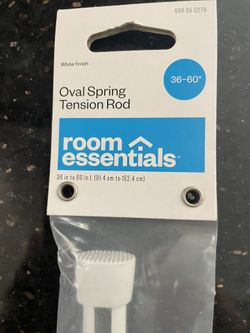 White Finish
Oval Spring
Tension Rod
36-60"
room
essentials™
36 in to 60 in L (91.4 cm to 152.4 cm)